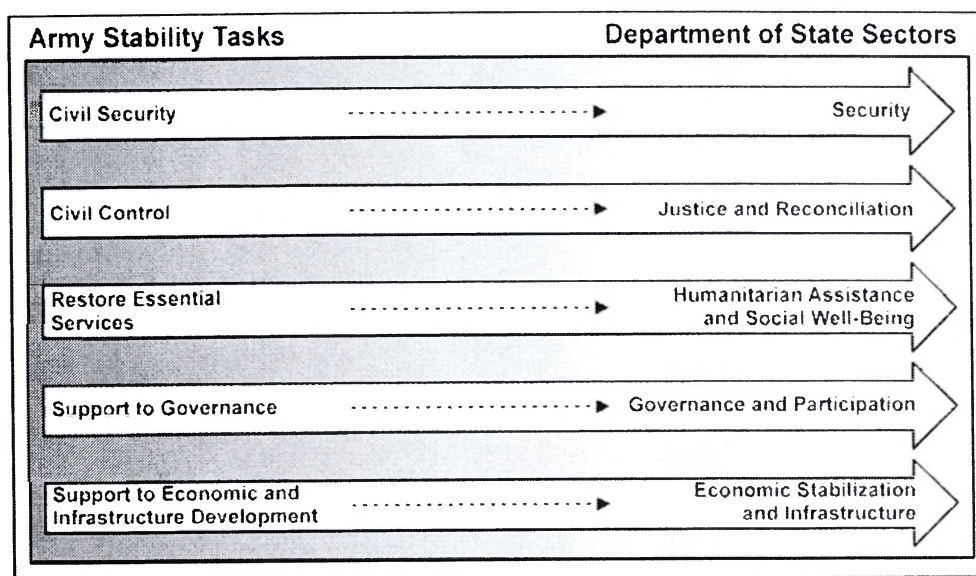 Army Stability Tasks
Department of State Sectors
Civil Security
Security
Civil Control
Justice and Reconciliation
Restore Essential
Services
Humanitarian Assistance
and Social Well-Being
Support to Governance
Governance and Participation
Support to Economic and
Infrastructure Development
Economic Stabilization
and Infrastructure